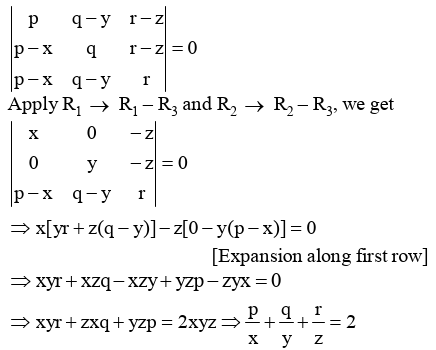 | p q – y r – z |
| p – x q r – z | = 0
| p – x q – y r |
Apply R₁ → R₁ – R₃ and R₂ → R₂ – R₃, we get
| x 0 – z |
| 0 y – z | = 0
| p – x q – y r |
⇒ x[yr + z(q – y)] – z[0 – y(p – x)] = 0
[Expansion along first row]
⇒ xyr + xzq – xzy + yzp – zyx = 0
⇒ xyr + zxq + yzp = 2xyz ⇒ p/x + q/y + r/z = 2